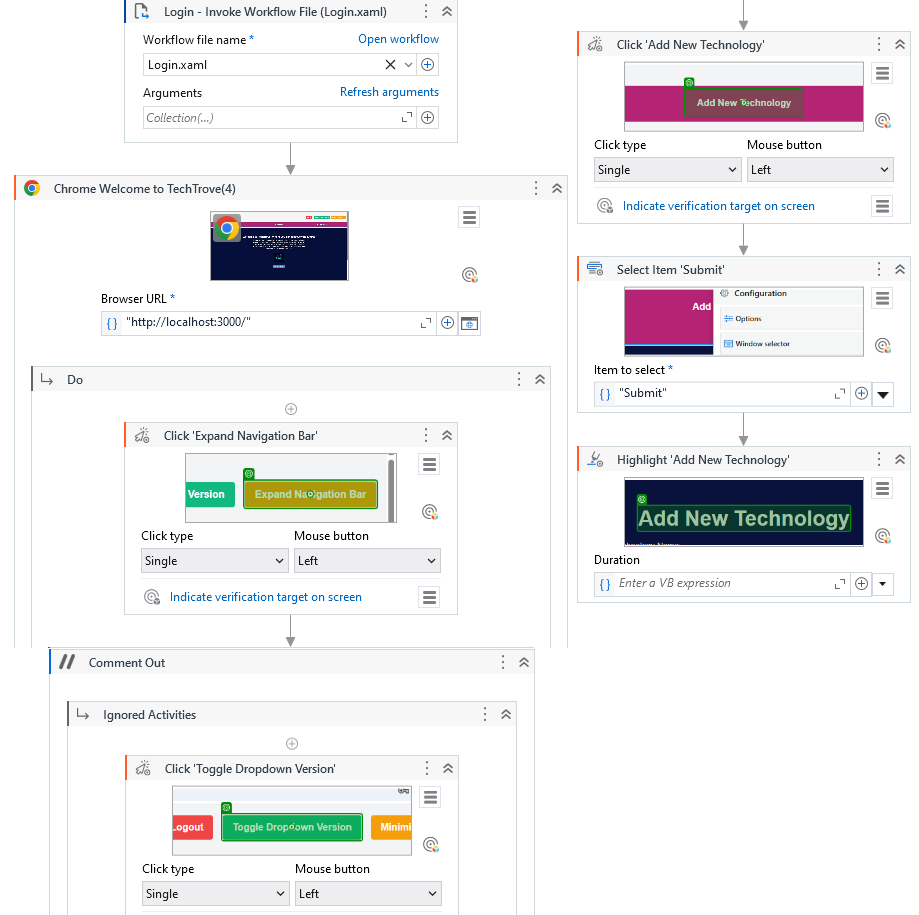 Login - Invoke Workflow File (Login.xaml)
Workflow file name *
Open workflow
Login.xaml
Arguments
Refresh arguments
Collection(...)
Chrome Welcome to TechTrove(4)
Browser URL *
{} "http://localhost:3000/"
Do
Click 'Expand Navigation Bar'
Version
Expand Navigation Bar
Click type
Mouse button
Single
Left
Indicate verification target on screen
Comment Out
Ignored Activities
Click 'Toggle Dropdown Version'
Logout
Toggle Dropdown Version
Minimi
Click type
Mouse button
Single
Left
Click 'Add New Technology'
Add New Technology
Click type
Mouse button
Single
Left
Indicate verification target on screen
Select Item 'Submit'
Add
Configuration
Options
Window selector
Item to select *
{} "Submit"
Highlight 'Add New Technology'
Add New Technology
Duration
{} Enter a VB expression